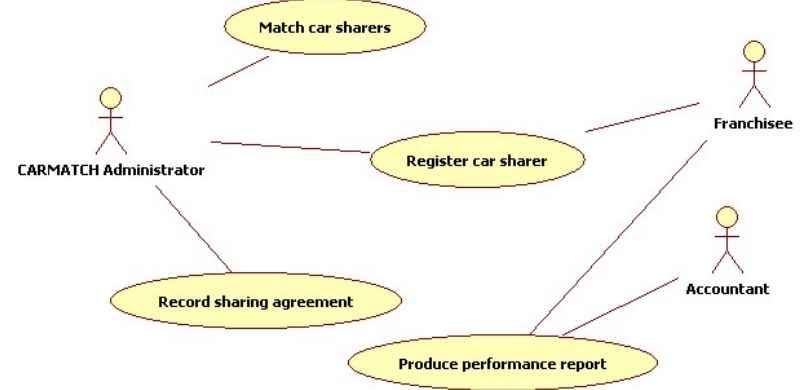 Match car sharers
Franchisee
Register car sharer
CARMATCH Administrator
Accountant
Record sharing agreement
Produce performance report